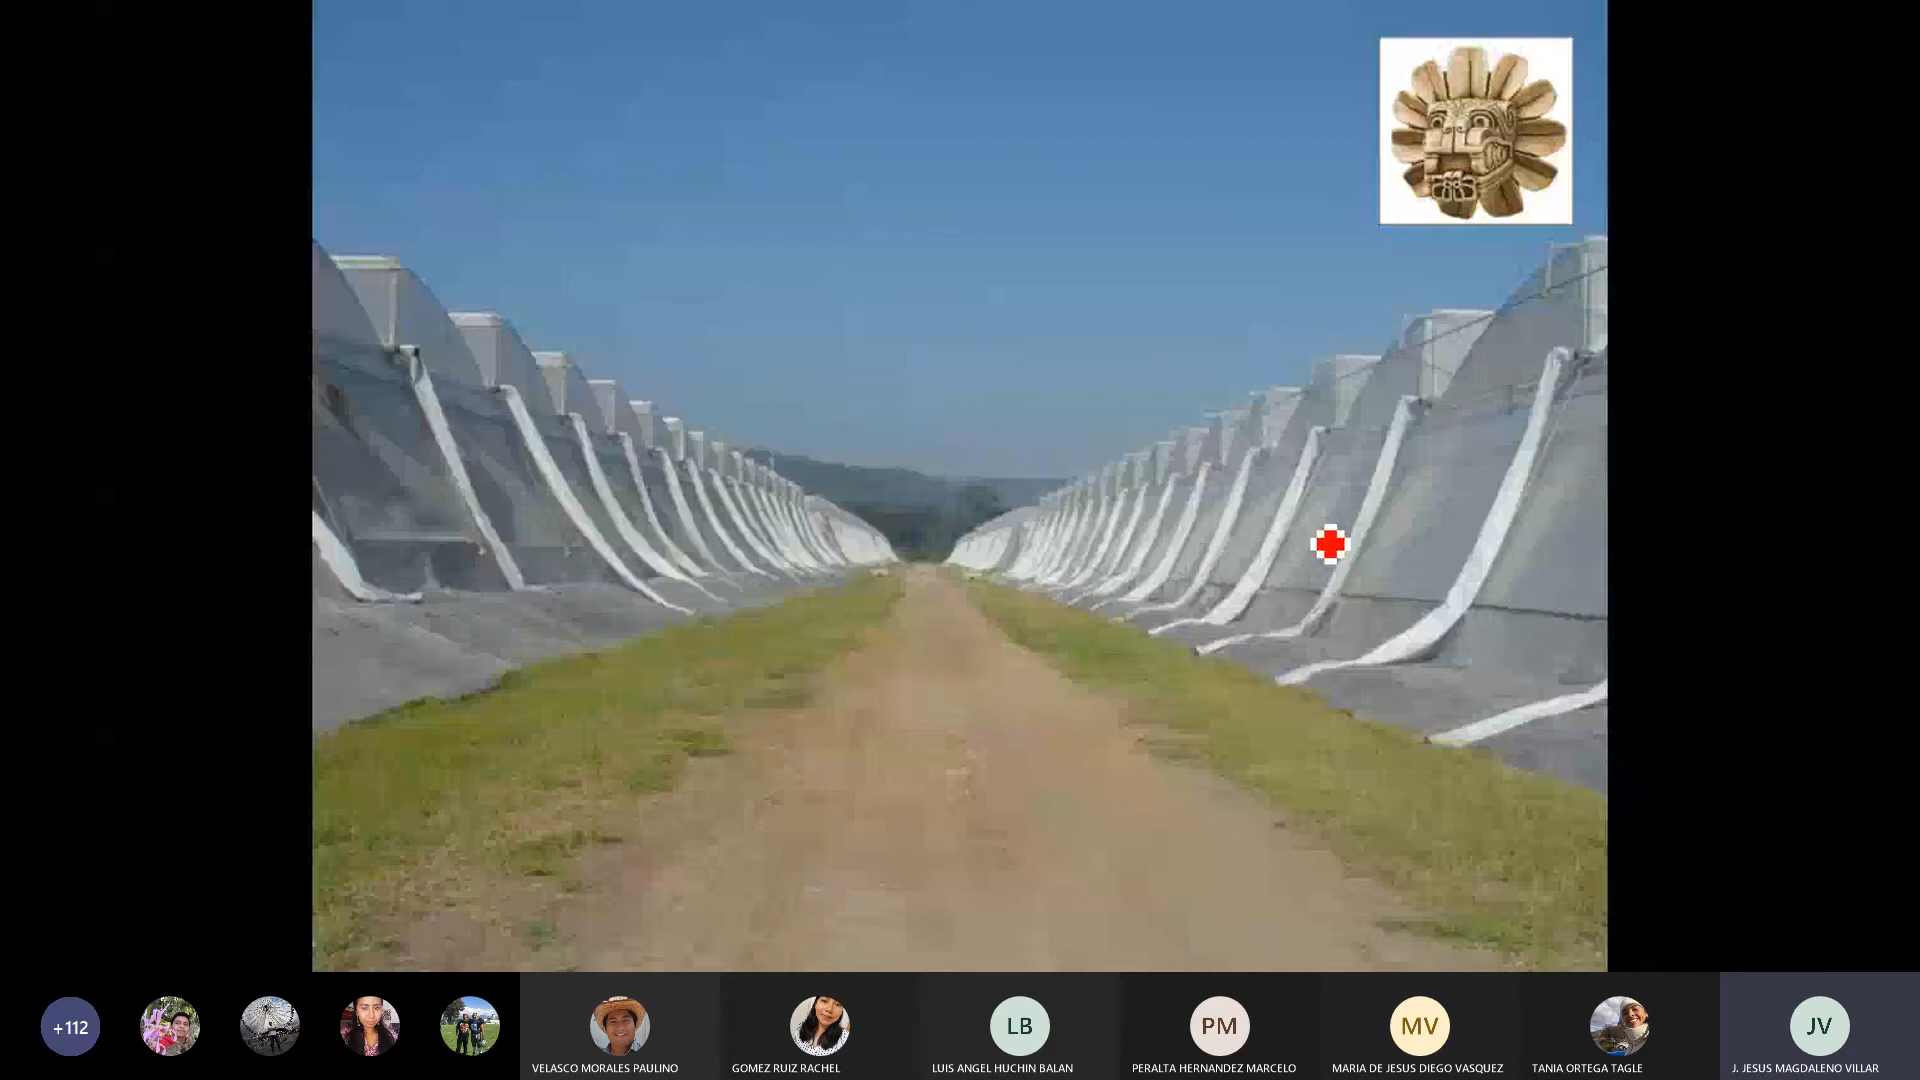 +112
VELASCO MORALES PAULINO
GOMEZ RUIZ RACHEL
LB
LUIS ANGEL HUCHIN BALAN
PM
PERALTA HERNANDEZ MARCELO
MV
MARIA DE JESUS DIEGO VASQUEZ
TANIA ORTEGA TAGLE
JV
J. JESUS MAGDALENO VILLAR